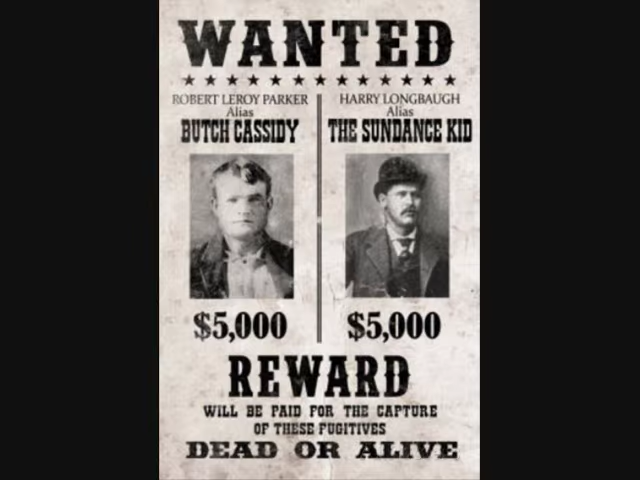 WANTED
ROBERT LEROY PARKER
Alias
BUTCH CASSIDY
HARRY LONGBAUGH
Alias
THE SUNDANCE KID
$5,000
$5,000
REWARD
WILL BE PAID FOR THE CAPTURE
OF THESE FUGITIVES
DEAD OR ALIVE